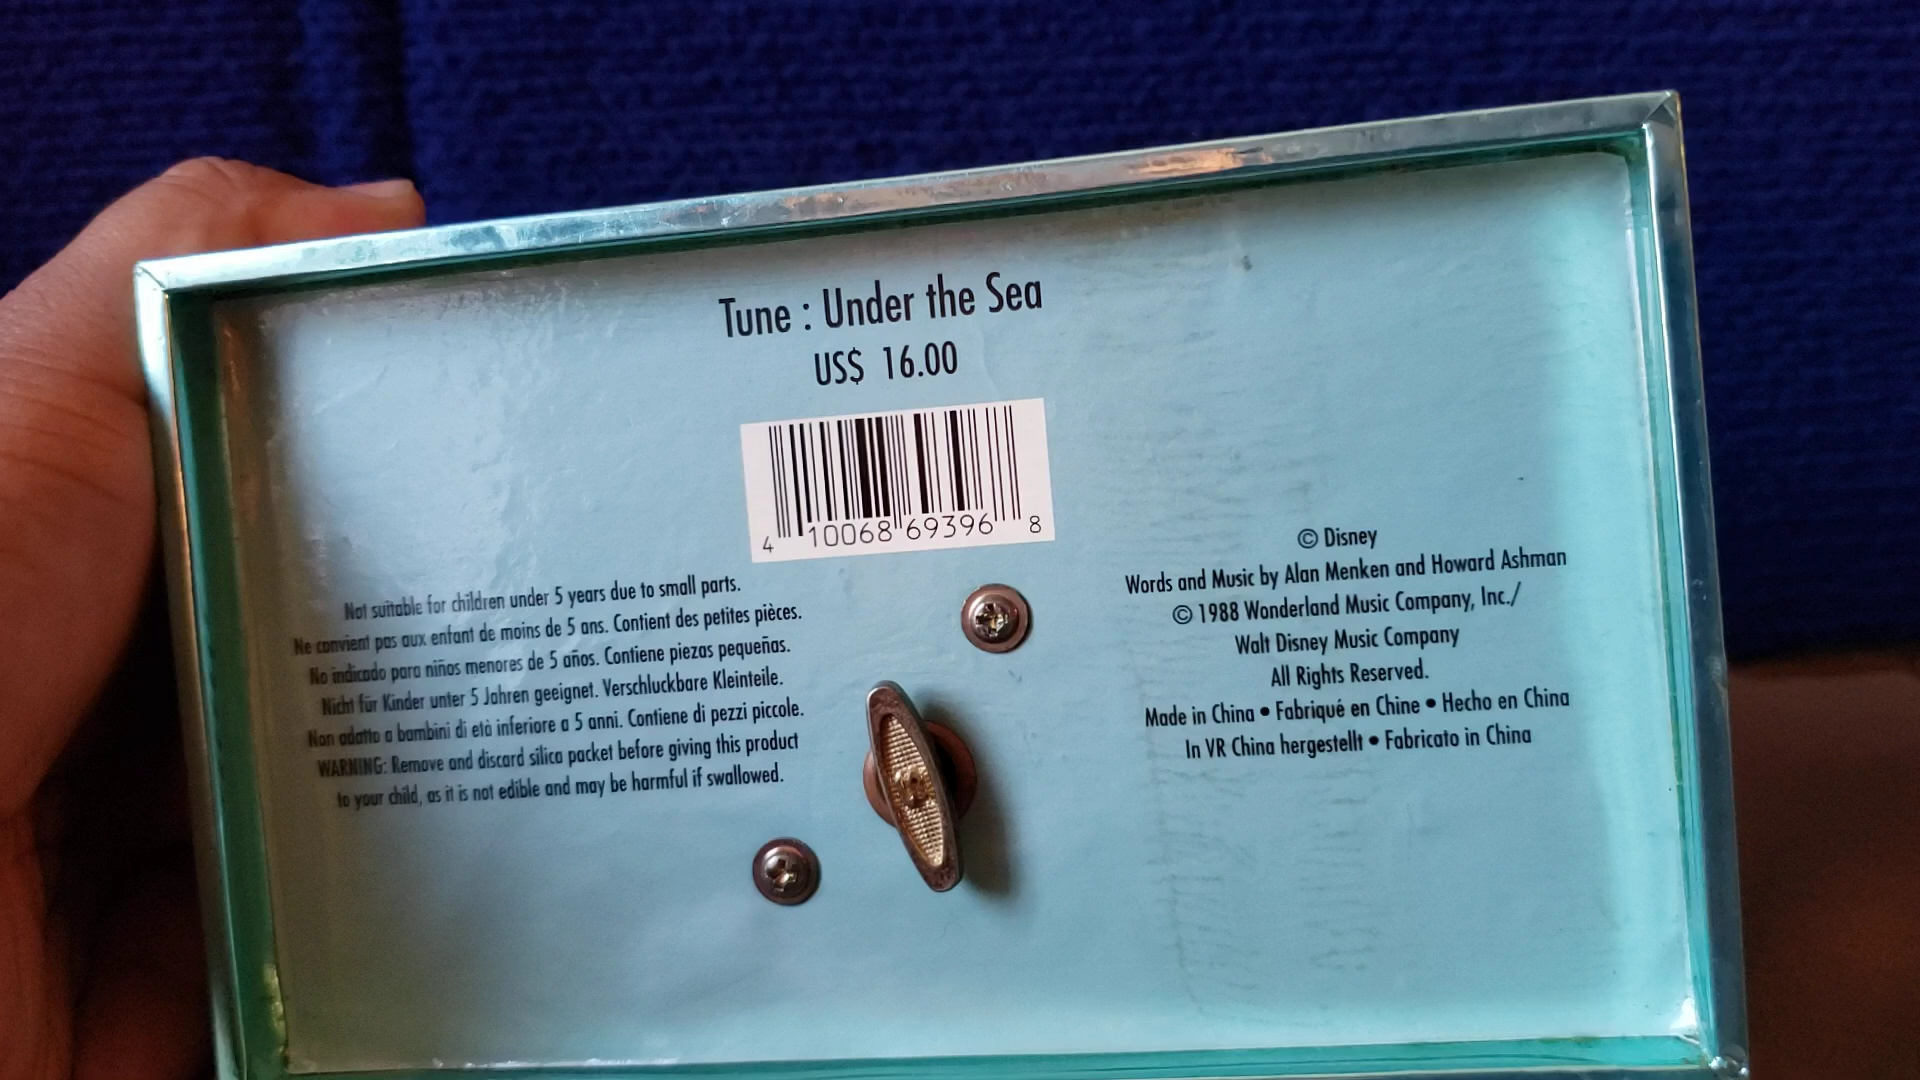 Tune : Under the Sea
US$ 16.00
4 10068 69396 8
Not suitable for children under 5 years due to small parts.
Ne convient pas aux enfant de moins de 5 ans. Contient des petites pièces.
No indicado para niños menores de 5 años. Contiene piezas pequeñas.
Nicht für Kinder unter 5 Jahren geeignet. Verschluckbare Kleinteile.
Non adatto a bambini di età inferiore a 5 anni. Contiene di pezzi piccole.
WARNING: Remove and discard silica packet before giving this product
to your child, as it is not edible and may be harmful if swallowed.
© Disney
Words and Music by Alan Menken and Howard Ashman
© 1988 Wonderland Music Company, Inc./
Walt Disney Music Company
All Rights Reserved.
Made in China • Fabriqué en Chine • Hecho en China
In VR China hergestellt • Fabricato in China